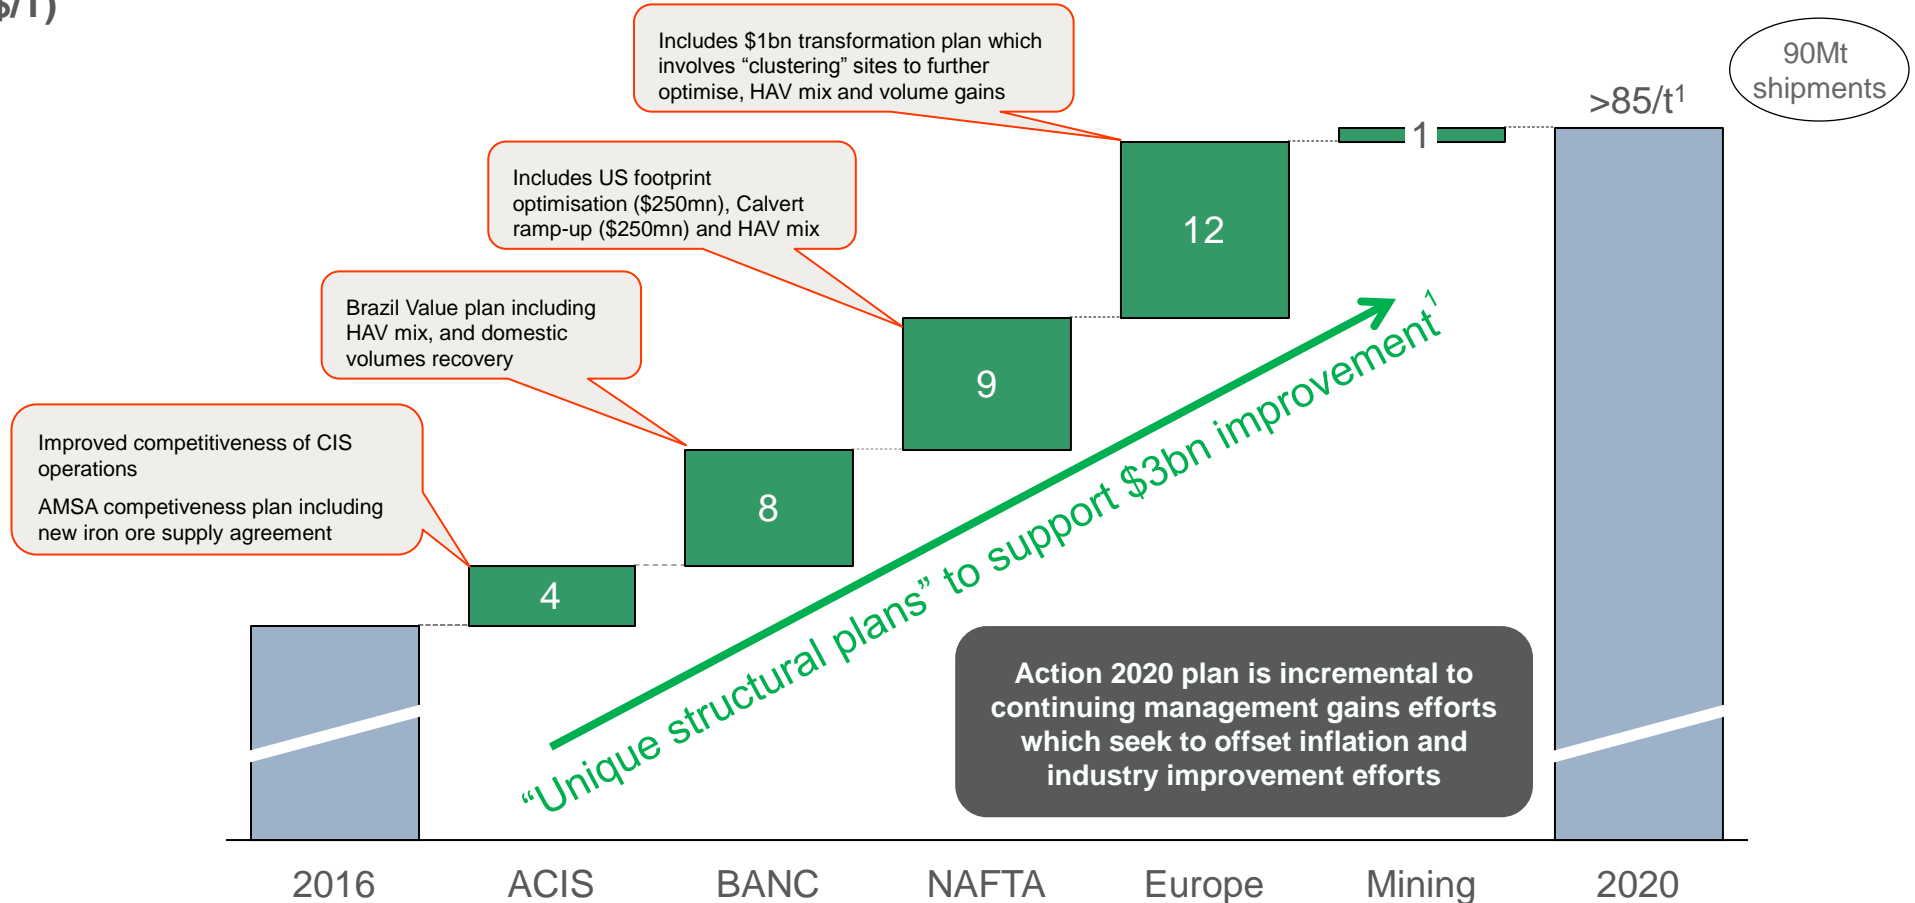 $/T)
90Mt
shipments
>85/t¹
Includes $1bn transformation plan which
involves “clustering” sites to further
optimise, HAV mix and volume gains
1
Includes US footprint
optimisation ($250mn), Calvert
ramp-up ($250mn) and HAV mix
12
Brazil Value plan including
HAV mix, and domestic
volumes recovery
9
Improved competitiveness of CIS
operations
AMSA competiveness plan including
new iron ore supply agreement
8
4
“Unique structural plans” to support $3bn improvement¹
Action 2020 plan is incremental to
continuing management gains efforts
which seek to offset inflation and
industry improvement efforts
2016 ACIS BANC NAFTA Europe Mining 2020